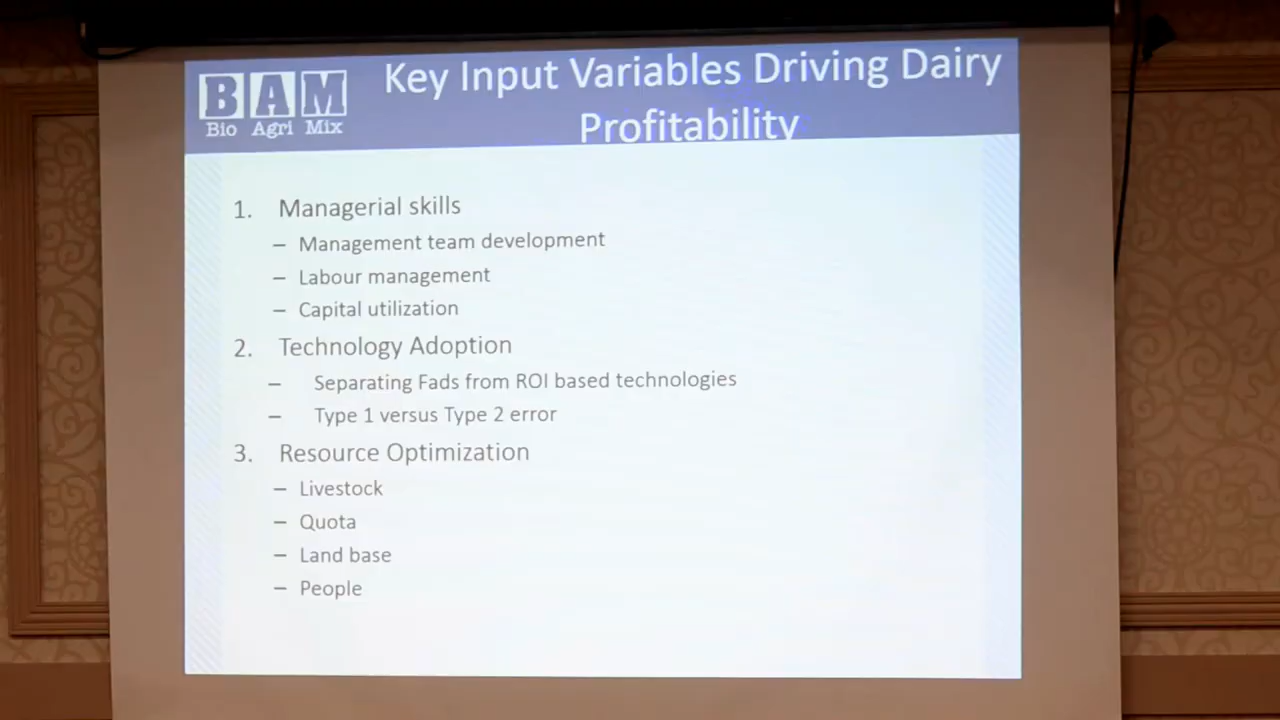 BAM
Bio Agri Mix
Key Input Variables Driving Dairy
Profitability
1. Managerial skills
– Management team development
– Labour management
– Capital utilization
2. Technology Adoption
– Separating Fads from ROI based technologies
– Type 1 versus Type 2 error
3. Resource Optimization
– Livestock
– Quota
– Land base
– People